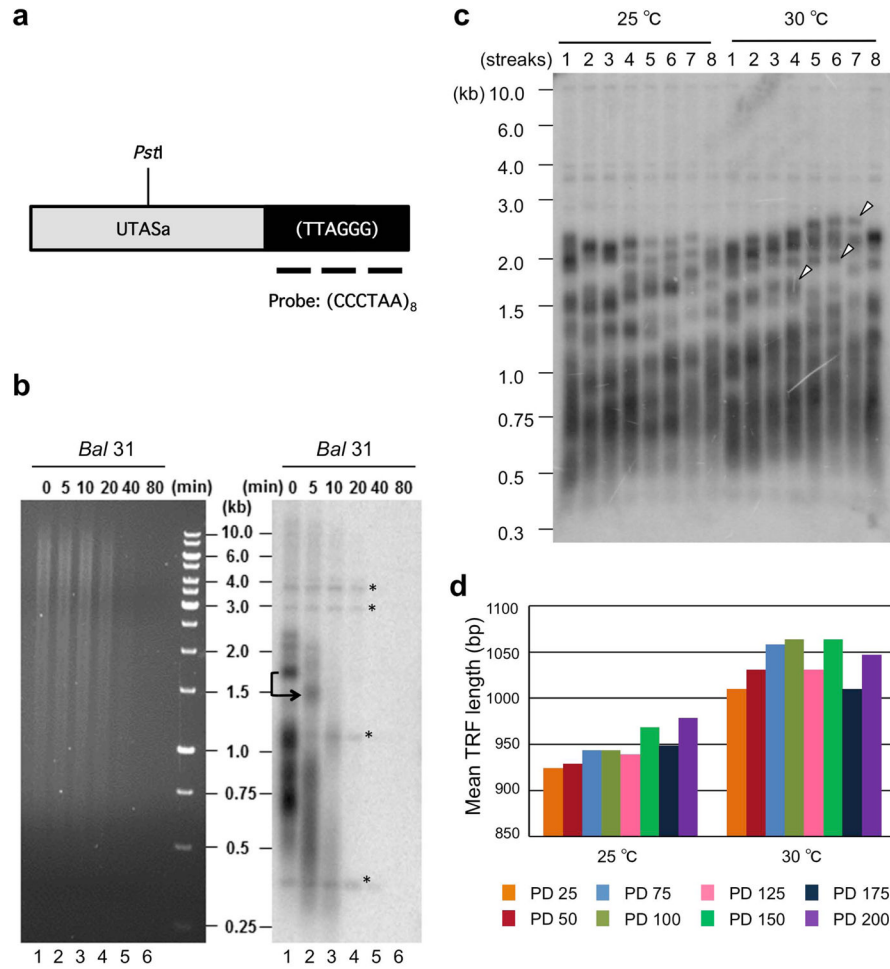 a
PstI
UTASa
(TTAGGG)
Probe: (CCCTAA)8
b
Bal 31
0 5 10 20 40 80 (min)
(kb)
10.0
6.0
4.0
3.0
2.0
1.5
1.0
0.75
0.5
0.25
1 2 3 4 5 6
Bal 31
(min) 0 5 10 20 40 80
*
*
*
*
1 2 3 4 5 6
c
25 °C 30 °C
(streaks) 1 2 3 4 5 6 7 8 1 2 3 4 5 6 7 8
(kb) 10.0
6.0
4.0
3.0
2.0
1.5
1.0
0.75
0.5
0.3
d
Mean TRF length (bp)
1100
1050
1000
950
900
850
25 °C 30 °C
PD 25 PD 75 PD 125 PD 175
PD 50 PD 100 PD 150 PD 200